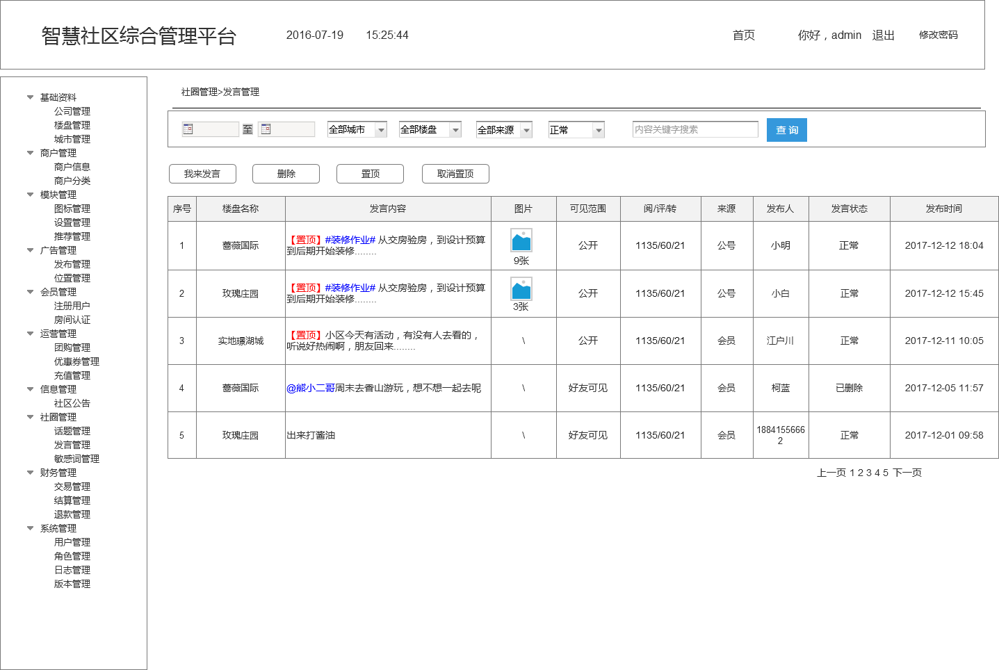 智慧社区综合管理平台 2016-07-19 15:25:44 首页 你好，admin 退出 修改密码
基础资料
公司管理
楼盘管理
城市管理
商户管理
商户信息
商户分类
模块管理
图标管理
设置管理
推荐管理
广告管理
发布管理
位置管理
会员管理
注册用户
房间认证
运营管理
团购管理
优惠券管理
充值管理
信息管理
社区公告
社圈管理
话题管理
发言管理
敏感词管理
财务管理
交易管理
结算管理
退款管理
系统管理
用户管理
角色管理
日志管理
版本管理
社圈管理>发言管理
至 全部城市 全部楼盘 全部来源 正常 内容关键字搜索 查 询
我来发言 删除 置顶 取消置顶
序号 楼盘名称 发言内容 图片 可见范围 阅/评/转 来源 发布人 发言状态 发布时间
1 蔷薇国际 【置顶】#装修作业# 从交房验房，到设计预算
到后期开始装修........ 9张 公开 1135/60/21 公号 小明 正常 2017-12-12 18:04
2 玫瑰庄园 【置顶】#装修作业# 从交房验房，到设计预算
到后期开始装修........ 3张 公开 1135/60/21 公号 小白 正常 2017-12-12 15:45
3 实地璟湖城 【置顶】小区今天有活动，有没有人去看的，
听说好热闹啊，朋友回来........ \ 公开 1135/60/21 会员 江户川 正常 2017-12-11 10:05
4 蔷薇国际 @熊小二哥周末去香山游玩，想不想一起去呢 \ 好友可见 1135/60/21 会员 柯蓝 已删除 2017-12-05 11:57
5 玫瑰庄园 出来打酱油 \ 好友可见 1135/60/21 会员 1884155666
2 正常 2017-12-01 09:58
上一页 1 2 3 4 5 下一页